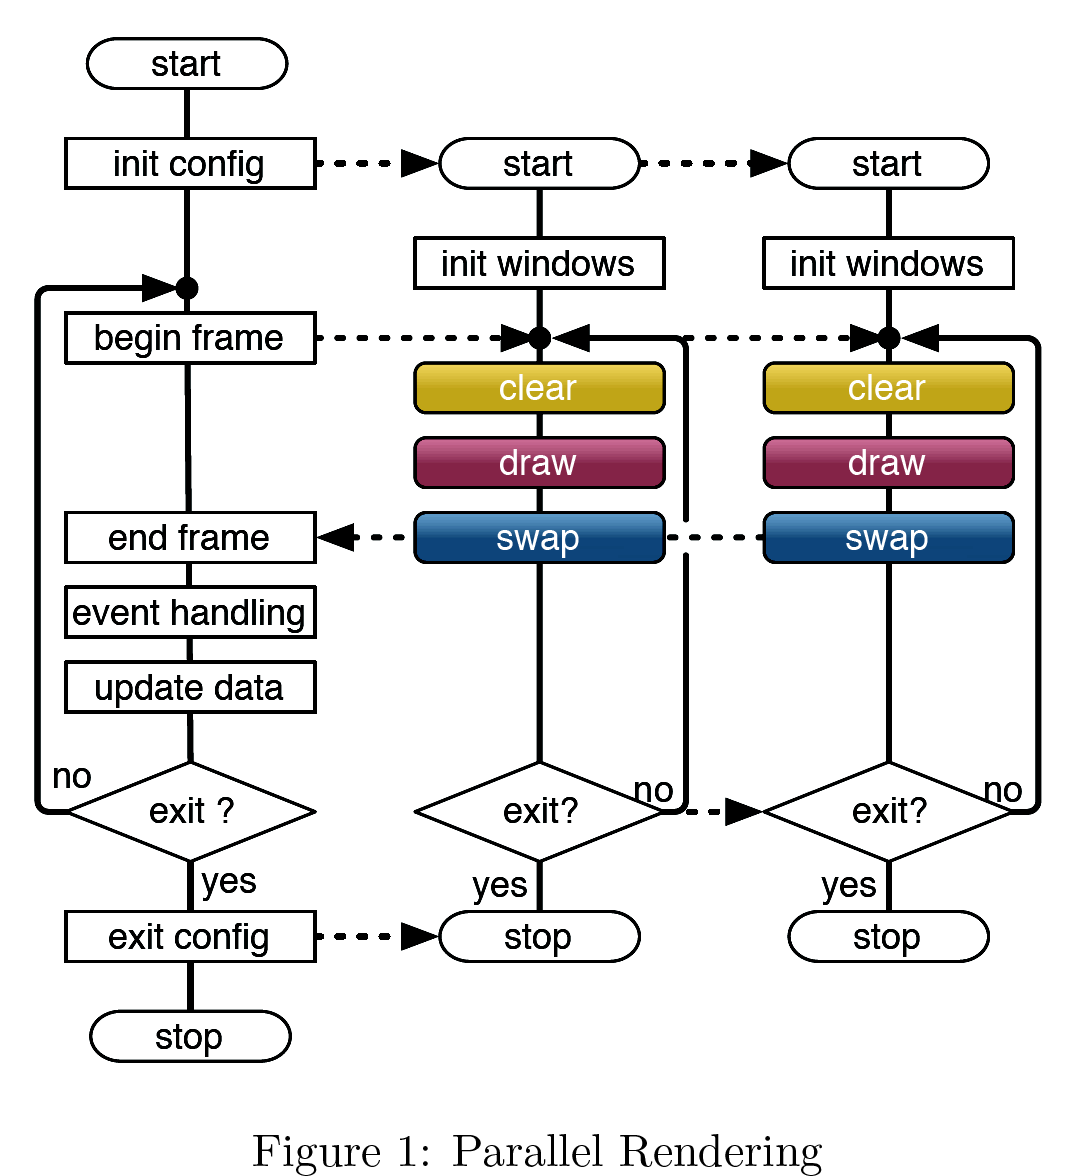 start
init config
start
start
init windows
init windows
begin frame
clear
clear
draw
draw
end frame
swap
swap
event handling
update data
no
exit ?
exit?
no
exit?
no
yes
yes
yes
exit config
stop
stop
stop
Figure 1: Parallel Rendering